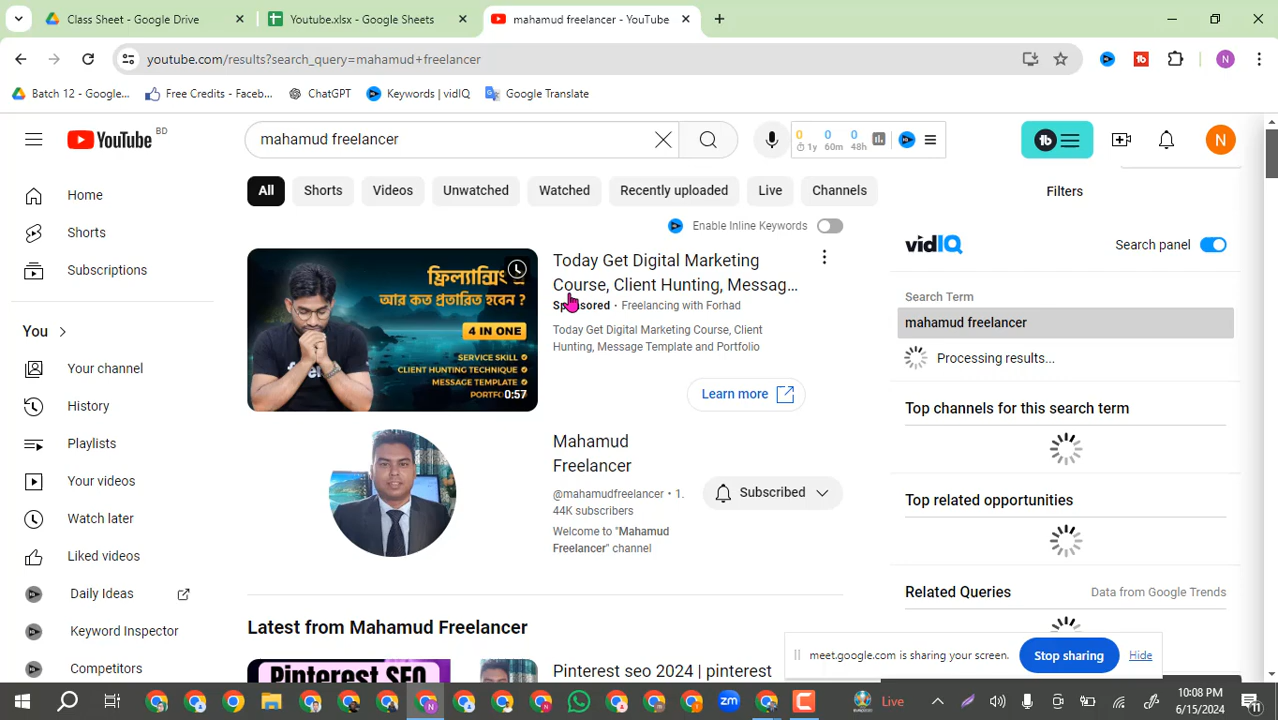 Class Sheet - Google Drive
Youtube.xlsx - Google Sheets
mahamud freelancer - YouTube
youtube.com/results?search_query=mahamud+freelancer
Batch 12 - Google...
Free Credits - Faceb...
ChatGPT
Keywords | vidIQ
Google Translate
YouTube BD
mahamud freelancer
0 0 0
1y 60m 48h
tb
N
All
Shorts
Videos
Unwatched
Watched
Recently uploaded
Live
Channels
Filters
Home
Shorts
Subscriptions
You
Your channel
History
Playlists
Your videos
Watch later
Liked videos
Daily Ideas
Keyword Inspector
Competitors
Enable Inline Keywords
আর কত প্রতারিত হবেন ?
4 IN ONE
SERVICE SKILL
CLIENT HUNTING TECHNIQUE
MESSAGE TEMPLATE
0:57
Today Get Digital Marketing
Course, Client Hunting, Messag...
Sponsored · Freelancing with Forhad
Today Get Digital Marketing Course, Client
Hunting, Message Template and Portfolio
Learn more
Mahamud
Freelancer
@mahamudfreelancer • 1.
44K subscribers
Welcome to "Mahamud
Freelancer" channel
Subscribed
Latest from Mahamud Freelancer
Pinterest SEO
Pinterest seo 2024 | pinterest
vidIQ
Search panel
Search Term
mahamud freelancer
Processing results...
Top channels for this search term
Top related opportunities
Related Queries
Data from Google Trends
meet.google.com is sharing your screen.
Stop sharing
Hide
zm
Live
10:08 PM
6/15/2024
11